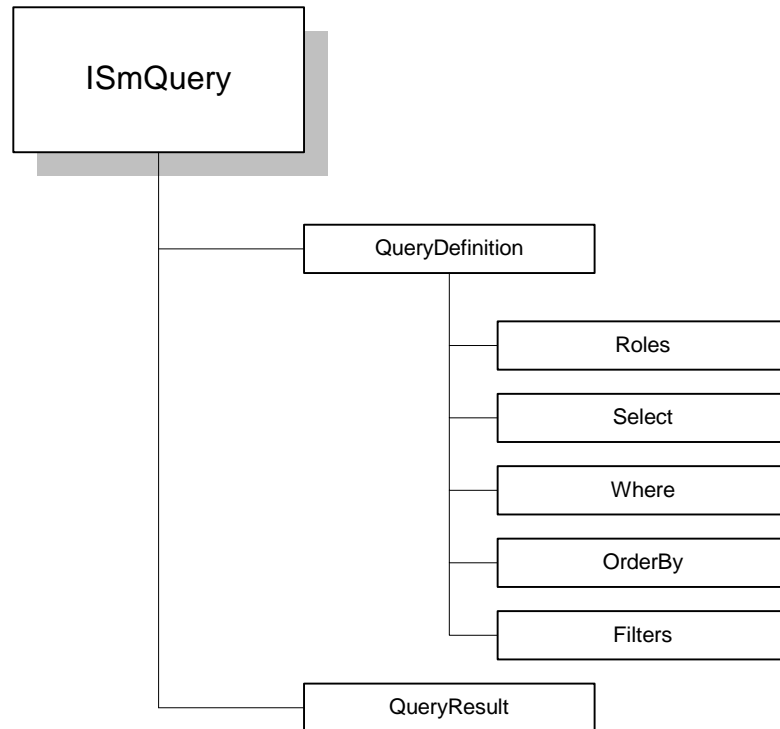 ISmQuery
QueryDefinition
Roles
Select
Where
OrderBy
Filters
QueryResult